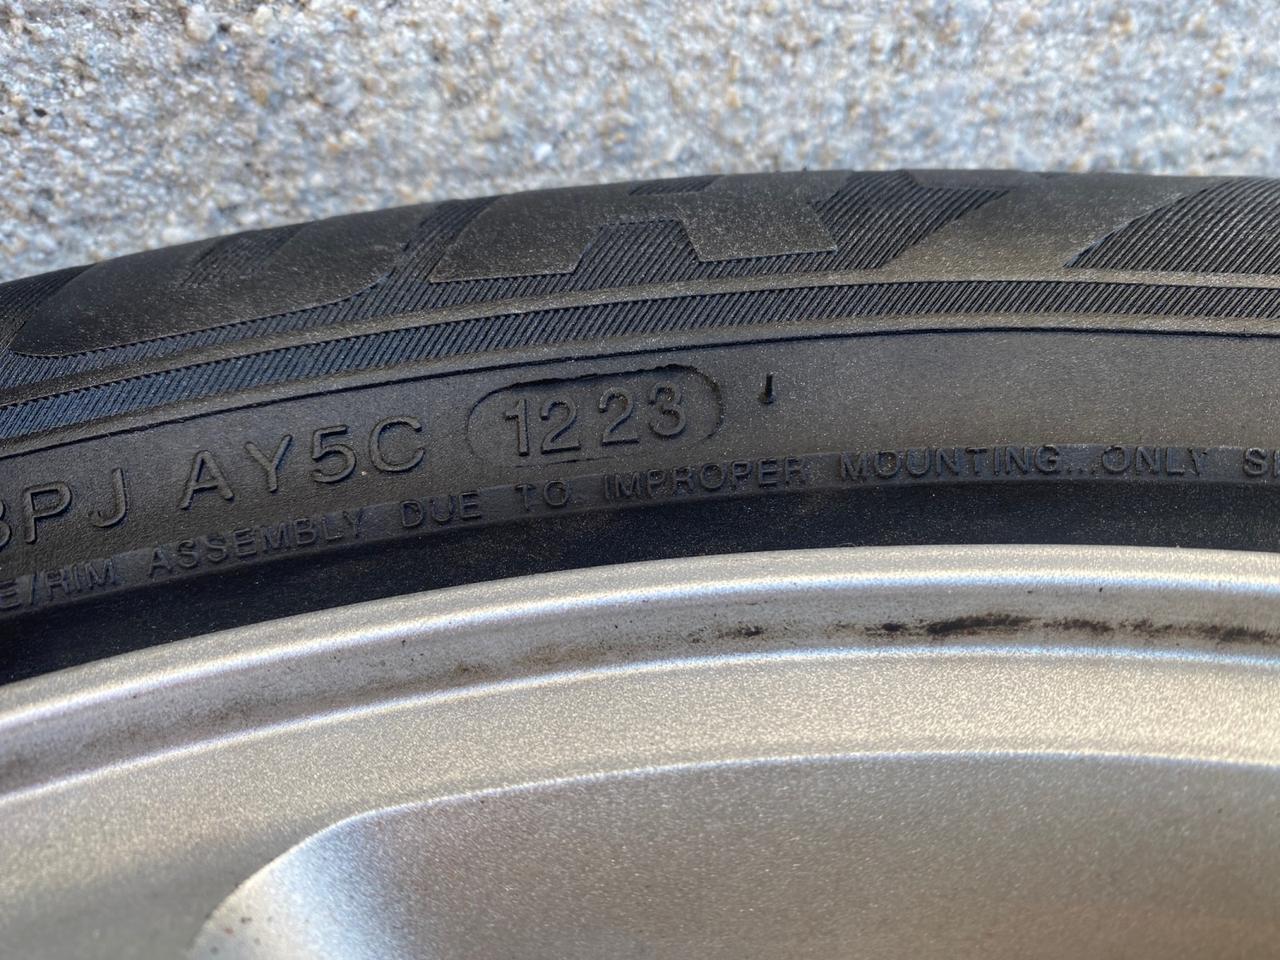 BPJ AY5C 1223
E/RIM ASSEMBLY DUE TO IMPROPER MOUNTING...ONLY S